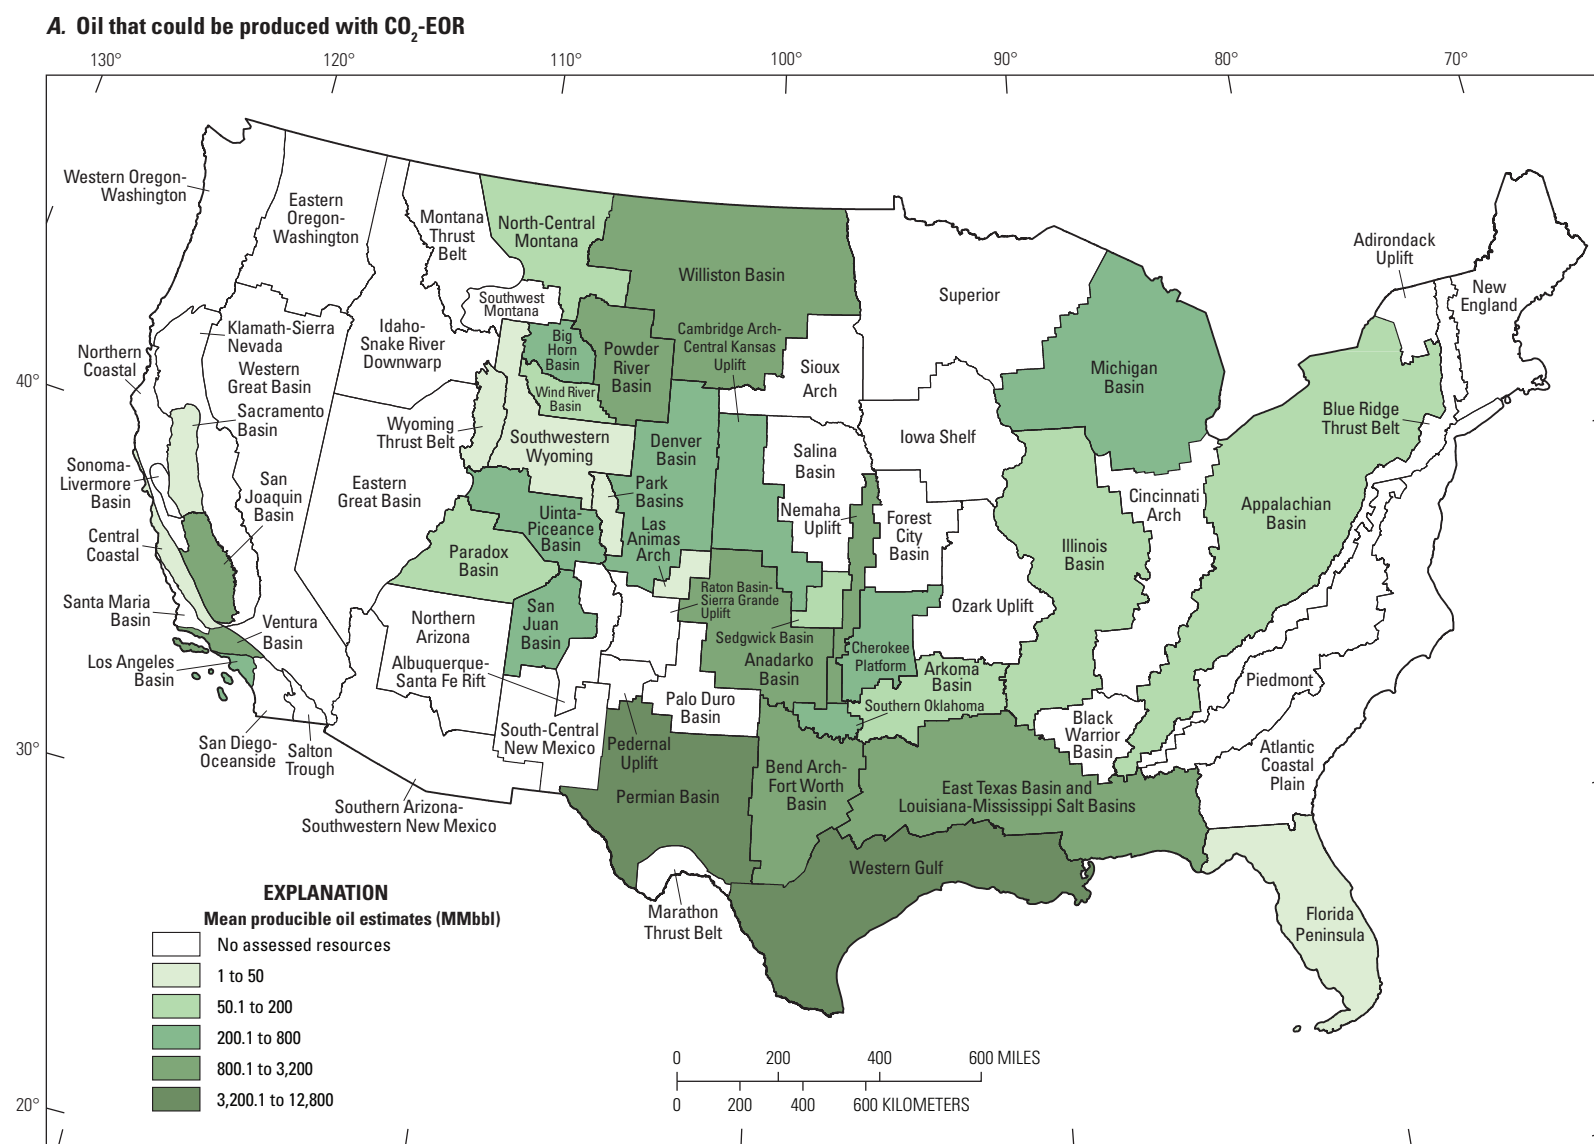 A. Oil that could be produced with CO2-EOR
130°
120°
110°
100°
90°
80°
70°
40°
30°
20°
Western Oregon-
Washington
Eastern
Oregon-
Washington
Montana
Thrust
Belt
North-Central
Montana
Williston Basin
Superior
Adirondack
Uplift
New
England
Southwest
Montana
Klamath-Sierra
Nevada
Idaho-
Snake River
Downwarp
Northern
Coastal
Western
Great Basin
Big
Horn
Basin
Powder
River
Basin
Cambridge Arch-
Central Kansas
Uplift
Sioux
Arch
Michigan
Basin
Wind River
Basin
Sacramento
Basin
Wyoming
Thrust Belt
Southwestern
Wyoming
Denver
Basin
Iowa Shelf
Blue Ridge
Thrust Belt
Salina
Basin
Sonoma-
Livermore
Basin
San
Joaquin
Basin
Eastern
Great Basin
Park
Basins
Cincinnati
Arch
Appalachian
Basin
Central
Coastal
Uinta-
Piceance
Basin
Las
Animas
Arch
Nemaha
Uplift
Forest
City
Basin
Paradox
Basin
Illinois
Basin
Santa Maria
Basin
Ventura
Basin
Northern
Arizona
San
Juan
Basin
Raton Basin-
Sierra Grande
Uplift
Ozark Uplift
Sedgwick Basin
Los Angeles
Basin
Albuquerque-
Santa Fe Rift
Anadarko
Basin
Cherokee
Platform
Arkoma
Basin
Piedmont
Palo Duro
Basin
Southern Oklahoma
Black
Warrior
Basin
San Diego-
Oceanside
Salton
Trough
South-Central
New Mexico
Pedernal
Uplift
Atlantic
Coastal
Plain
Southern Arizona-
Southwestern New Mexico
Permian Basin
Bend Arch-
Fort Worth
Basin
East Texas Basin and
Louisiana-Mississippi Salt Basins
Western Gulf
Marathon
Thrust Belt
Florida
Peninsula
EXPLANATION
Mean producible oil estimates (MMbbl)
No assessed resources
1 to 50
50.1 to 200
200.1 to 800
800.1 to 3,200
3,200.1 to 12,800
0 200 400 600 MILES
0 200 400 600 KILOMETERS